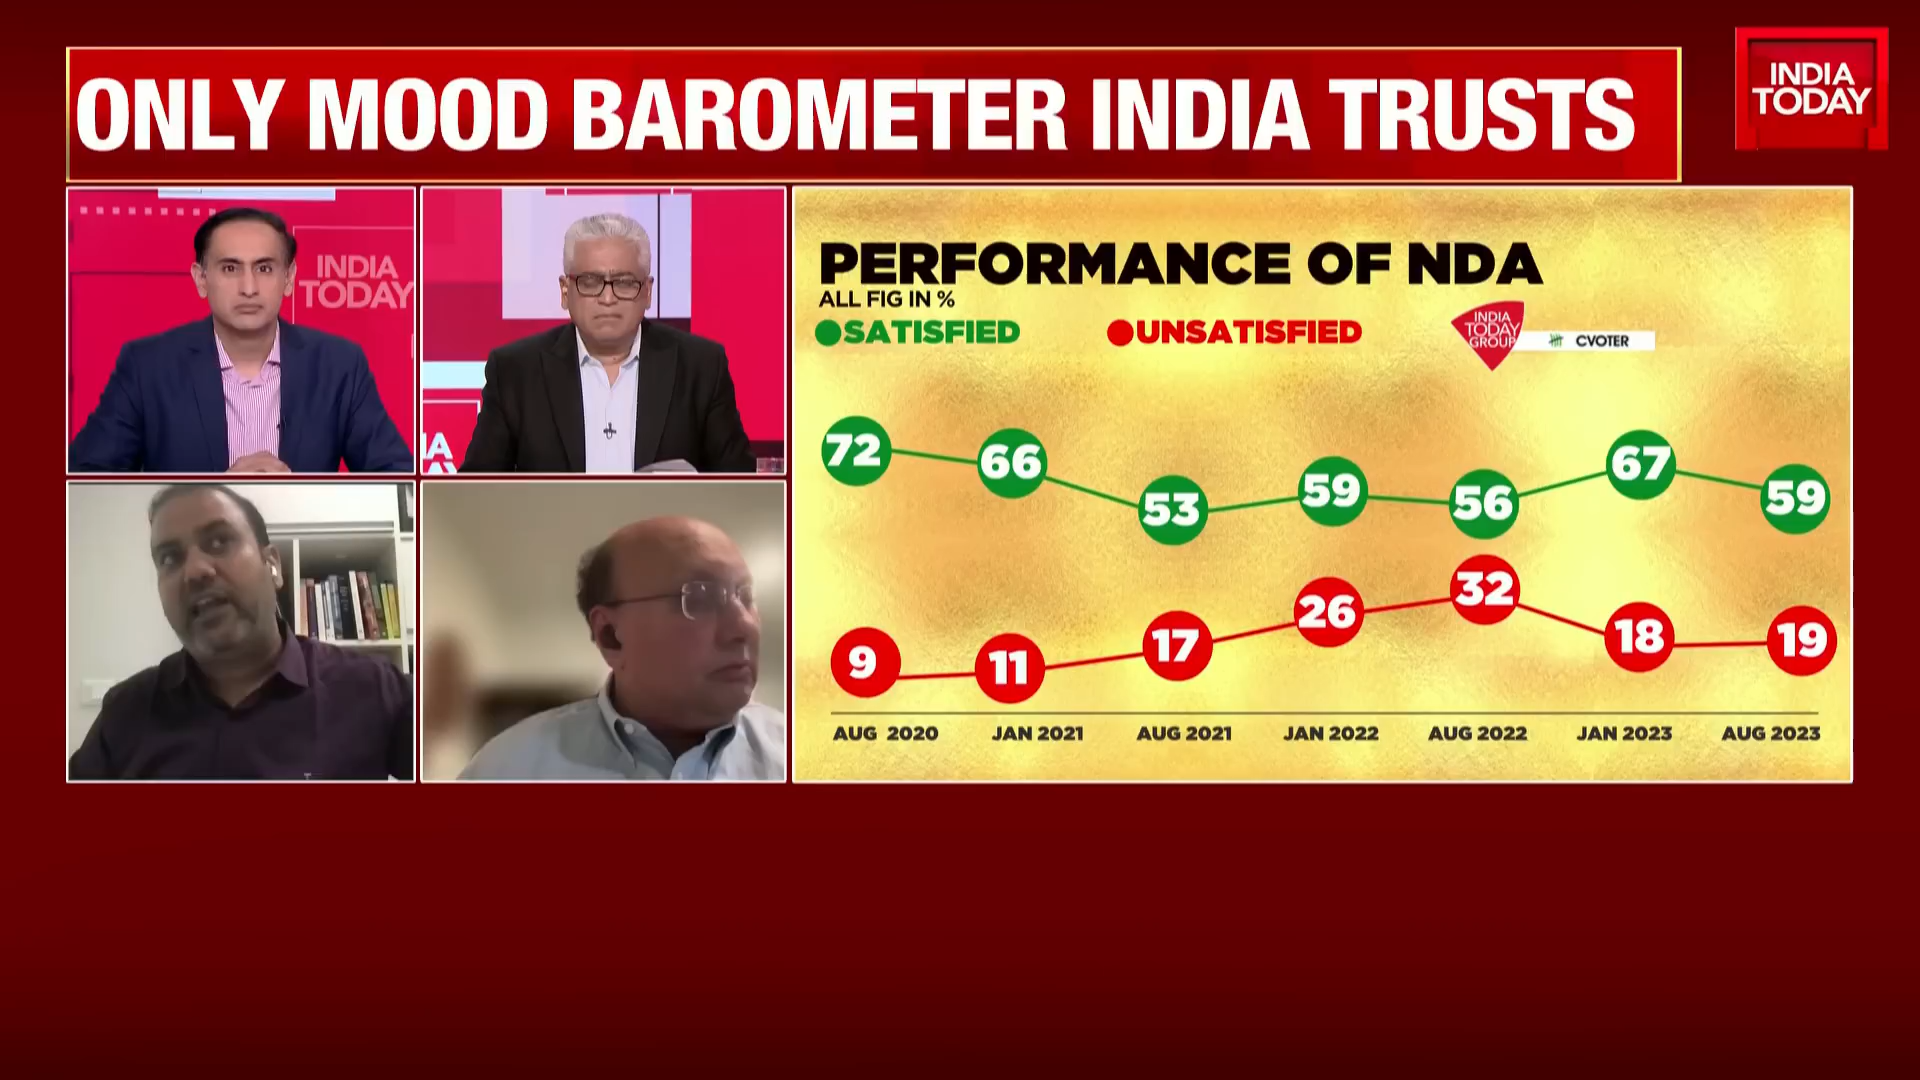 ONLY MOOD BAROMETER INDIA TRUSTS
INDIA
TODAY
INDIA
TODAY
IA
PERFORMANCE OF NDA
ALL FIG IN %
SATISFIED
UNSATISFIED
INDIA
TODAY
GROUP
CVOTER
72 66 53 59 56 67 59
9 11 17 26 32 18 19
AUG 2020 JAN 2021 AUG 2021 JAN 2022 AUG 2022 JAN 2023 AUG 2023